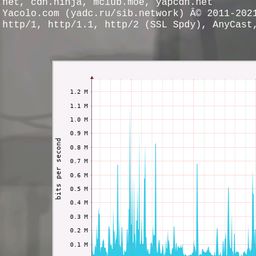 net, cdn.ninja, mclub.moe, yapcdn.net
Yacolo.com (yadc.ru/sib.network) Â© 2011-2021
http/1, http/1.1, http/2 (SSL Spdy), AnyCast,
1.2 M
1.1 M
1.0 M
0.9 M
0.8 M
0.7 M
0.6 M
0.5 M
0.4 M
0.3 M
0.2 M
0.1 M
bits per second